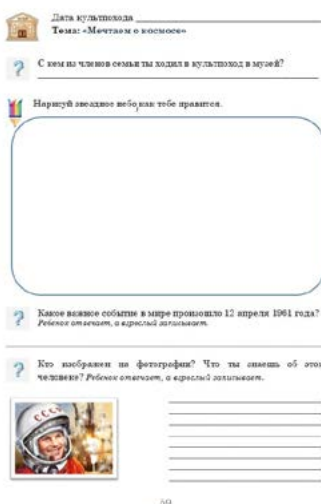 Дата культпохода
Тема: «Мечтаем о космосе»
С кем из членов семьи ты ходил в культпоход в музей?
Нарисуй звездное небо, как тебе нравится.
Какое важное событие в мире произошло 12 апреля 1961 года?
Ребенок отвечает, а взрослый записывает.
Кто изображен на фотографии? Что ты знаешь об этом
человеке? Ребенок отвечает, а взрослый записывает.
СССР